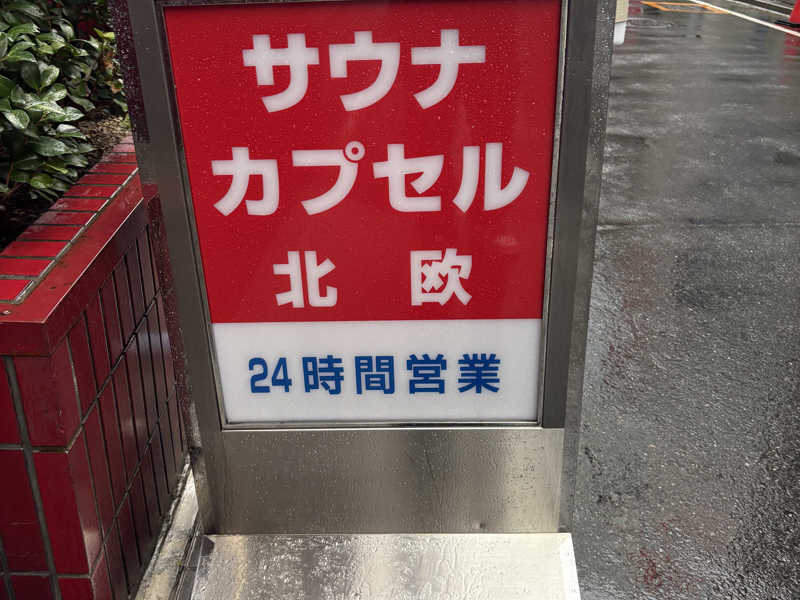 サウナ
カプセル
北欧
24時間営業